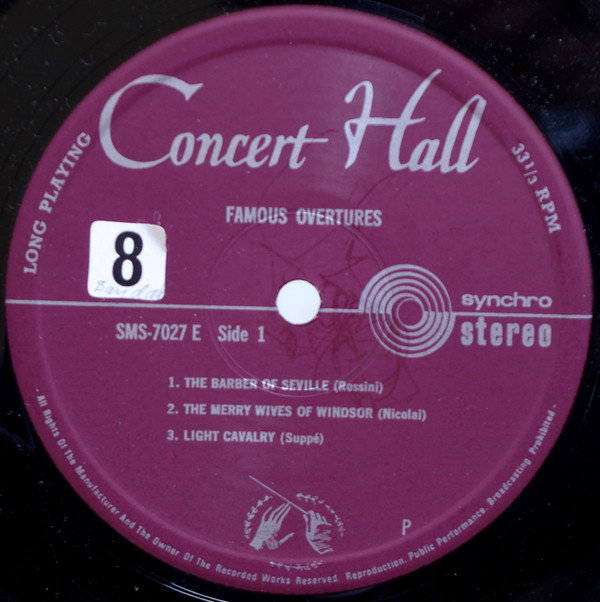 Concert Hall
LONG PLAYING
33 1/3 RPM
FAMOUS OVERTURES
8
synchro
stereo
SMS-7027 E Side 1
1. THE BARBER OF SEVILLE (Rossini)
2. THE MERRY WIVES OF WINDSOR (Nicolai)
3. LIGHT CAVALRY (Suppé)
P
· All Rights Of The Manufacturer And The Owner Of The Recorded Works Reserved Reproduction, Public Performance, Broadcasting Prohibited ·